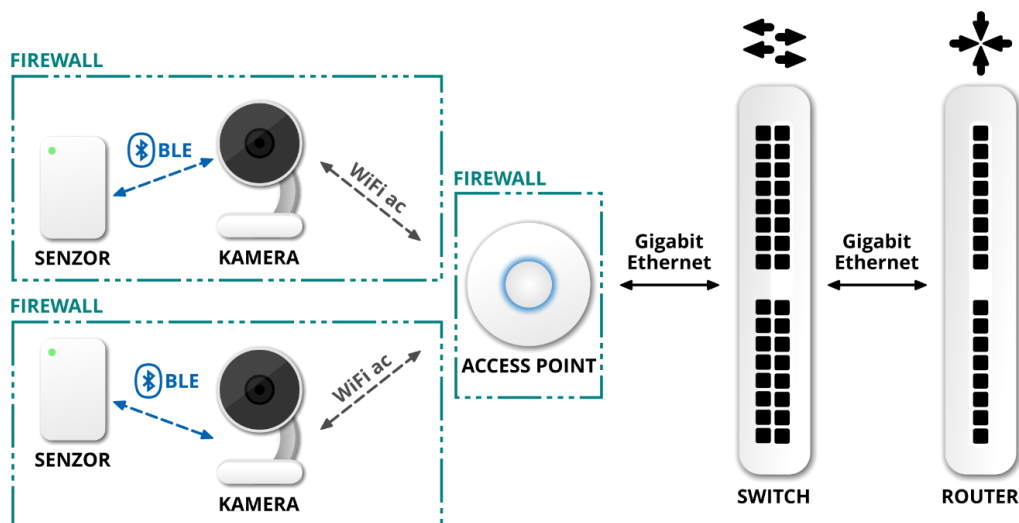 FIREWALL
BLE
WiFi ac
SENZOR
KAMERA
FIREWALL
BLE
WiFi ac
SENZOR
KAMERA
FIREWALL
ACCESS POINT
Gigabit
Ethernet
SWITCH
Gigabit
Ethernet
ROUTER